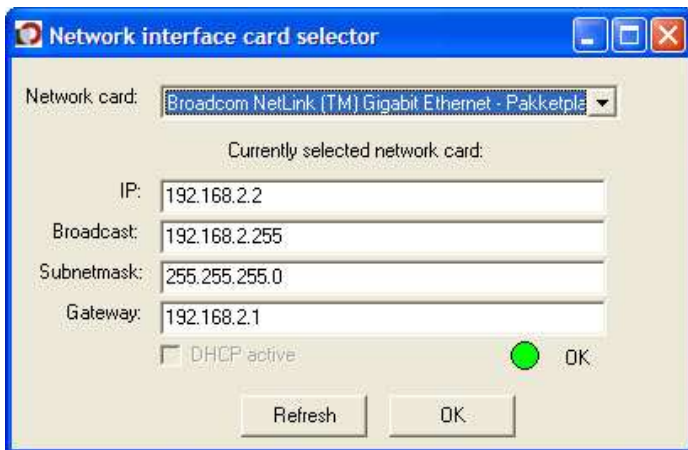 Network interface card selector
Network card: Broadcom NetLink (TM) Gigabit Ethernet - Pakketpla
Currently selected network card:
IP: 192.168.2.2
Broadcast: 192.168.2.255
Subnetmask: 255.255.255.0
Gateway: 192.168.2.1
DHCP active OK
Refresh OK